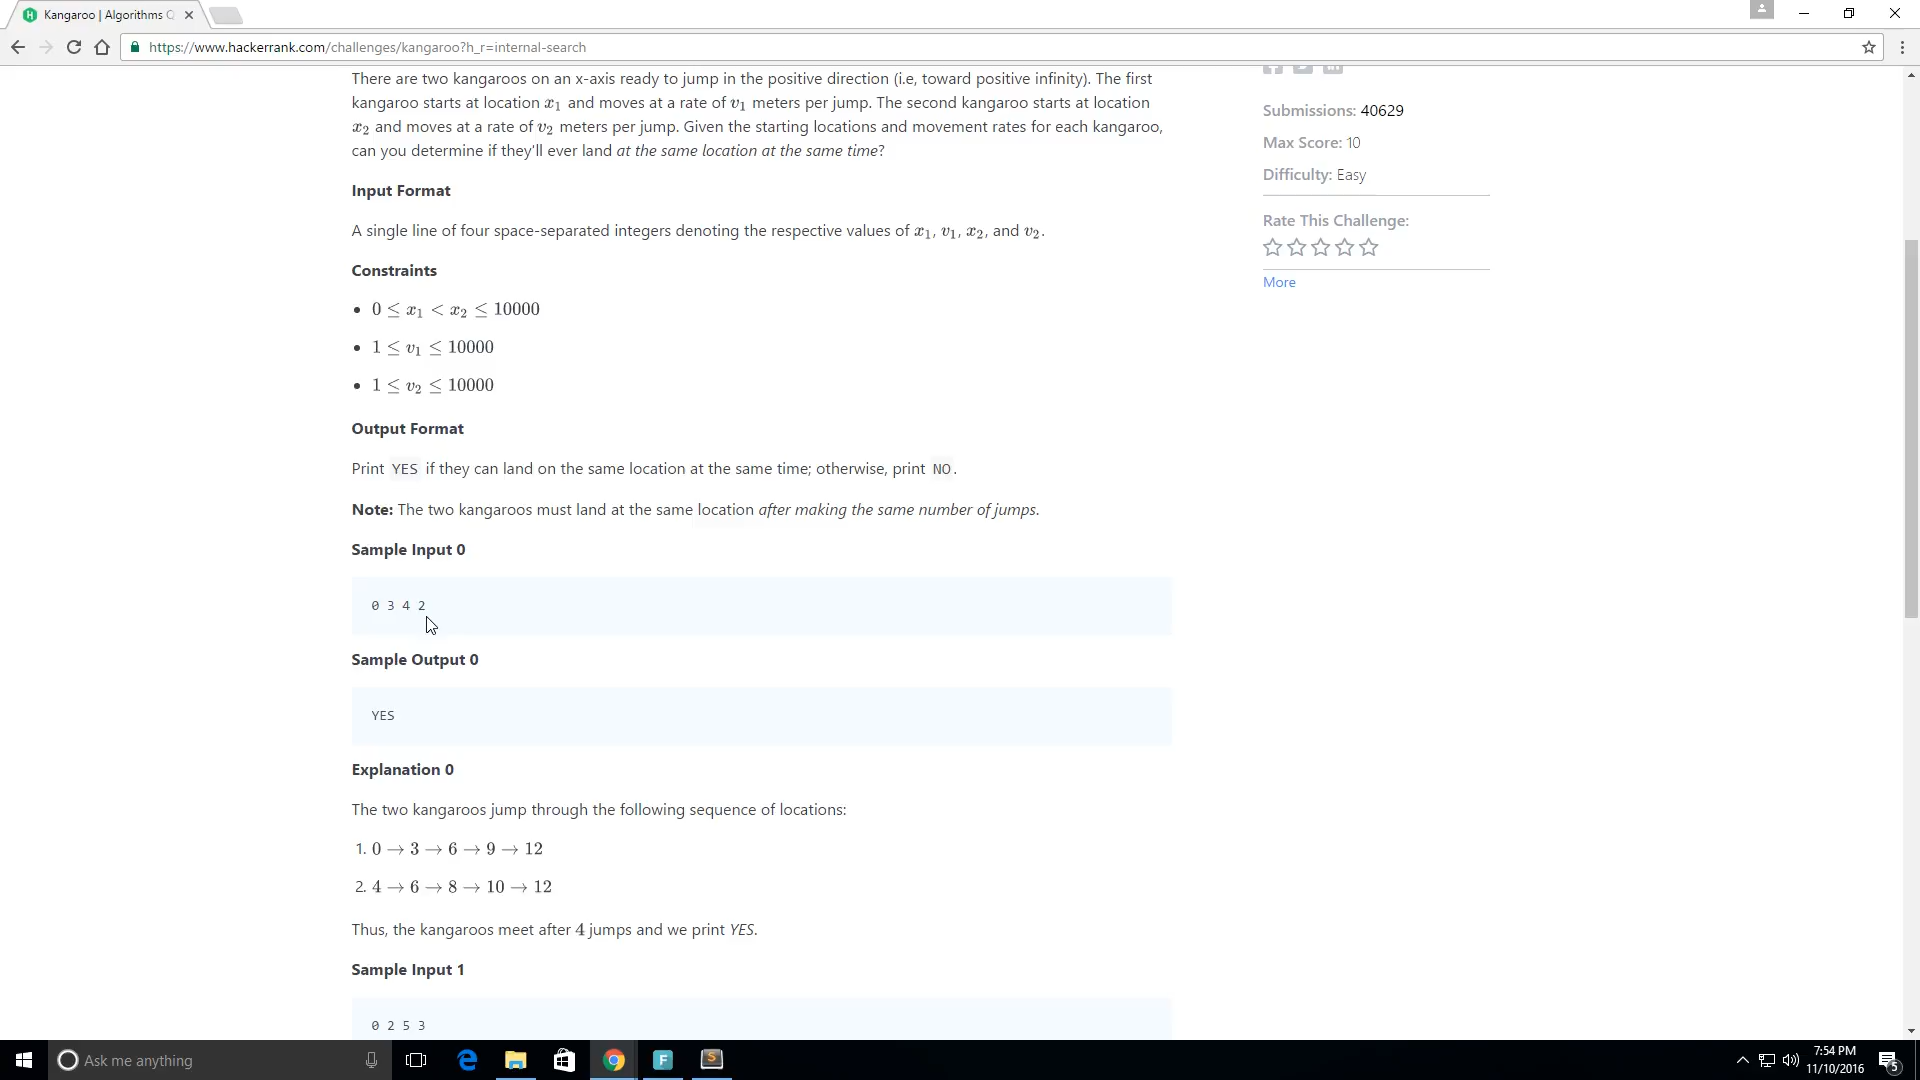 Kangaroo | Algorithms Q
https://www.hackerrank.com/challenges/kangaroo?h_r=internal-search
There are two kangaroos on an x-axis ready to jump in the positive direction (i.e, toward positive infinity). The first
kangaroo starts at location x₁ and moves at a rate of v₁ meters per jump. The second kangaroo starts at location
x₂ and moves at a rate of v₂ meters per jump. Given the starting locations and movement rates for each kangaroo,
can you determine if they'll ever land at the same location at the same time?
Input Format
A single line of four space-separated integers denoting the respective values of x₁, v₁, x₂, and v₂.
Constraints
• 0 ≤ x₁ < x₂ ≤ 10000
• 1 ≤ v₁ ≤ 10000
• 1 ≤ v₂ ≤ 10000
Output Format
Print YES if they can land on the same location at the same time; otherwise, print NO.
Note: The two kangaroos must land at the same location after making the same number of jumps.
Sample Input 0
0 3 4 2
Sample Output 0
YES
Explanation 0
The two kangaroos jump through the following sequence of locations:
1. 0 → 3 → 6 → 9 → 12
2. 4 → 6 → 8 → 10 → 12
Thus, the kangaroos meet after 4 jumps and we print YES.
Sample Input 1
0 2 5 3
Submissions: 40629
Max Score: 10
Difficulty: Easy
Rate This Challenge:
More
Ask me anything
7:54 PM
11/10/2016
5